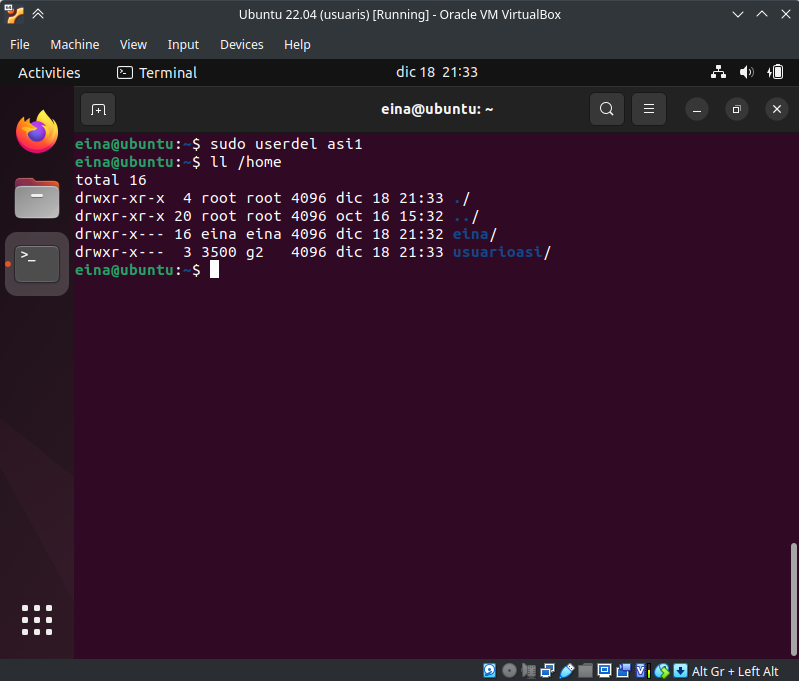 Ubuntu 22.04 (usuaris) [Running] - Oracle VM VirtualBox
File Machine View Input Devices Help
Activities Terminal dic 18 21:33
eina@ubuntu: ~
eina@ubuntu:~$ sudo userdel asi1
eina@ubuntu:~$ ll /home
total 16
drwxr-xr-x  4 root root 4096 dic 18 21:33 ./
drwxr-xr-x 20 root root 4096 oct 16 15:32 ../
drwxr-x--- 16 eina eina 4096 dic 18 21:32 eina/
drwxr-x---  3 3500 g2   4096 dic 18 21:33 usuarioasi/
eina@ubuntu:~$
Alt Gr + Left Alt